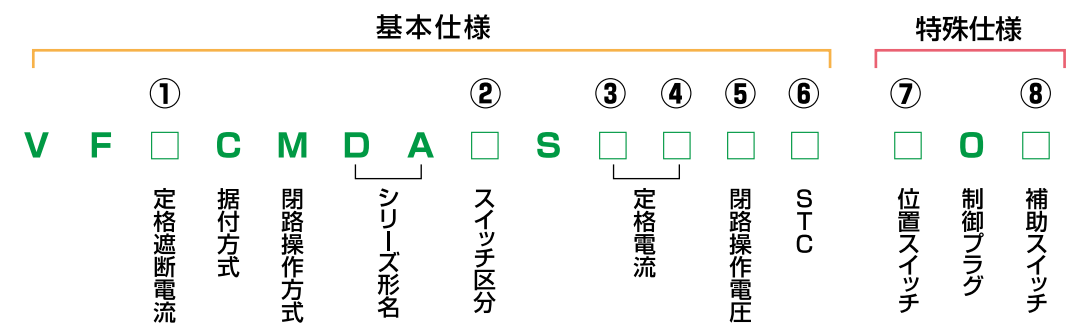 基本仕様 特殊仕様
① ② ③ ④ ⑤ ⑥ ⑦ ⑧
V F □ C M D A □ S □ □ □ □ □ 0 □
定格遮断電流
据付方式
閉路操作方式
シリーズ形名
スイッチ区分
定格電流
閉路操作電圧
STC
位置スイッチ
制御プラグ
補助スイッチ